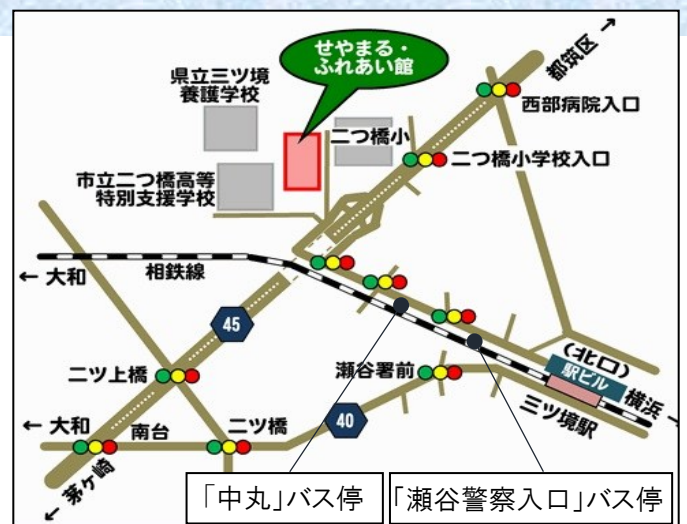 せやまる・
ふれあい館
都筑区
県立三ツ境
養護学校
西部病院入口
二つ橋小
二つ橋小学校入口
市立二つ橋高等
特別支援学校
← 大和
相鉄線
45
(北口)
駅ビル
横浜
二ツ上橋
瀬谷署前
三ツ境駅
← 大和
南台
二ツ橋
40
茅ヶ崎
「中丸」バス停
「瀬谷警察入口」バス停